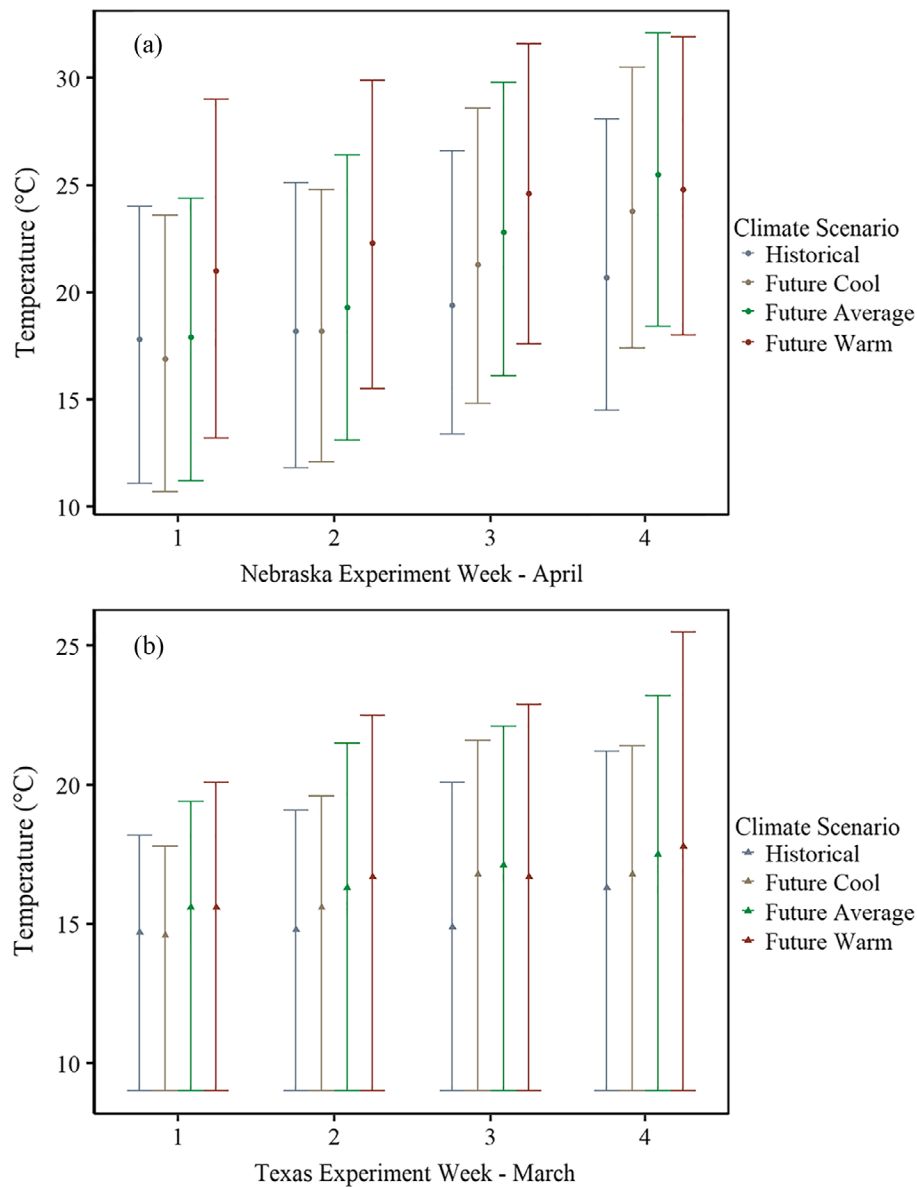 (a)
30
25
20
15
10
Temperature (°C)
1 2 3 4
Nebraska Experiment Week - April
Climate Scenario
Historical
Future Cool
Future Average
Future Warm
(b)
25
20
15
10
Temperature (°C)
1 2 3 4
Texas Experiment Week - March
Climate Scenario
Historical
Future Cool
Future Average
Future Warm